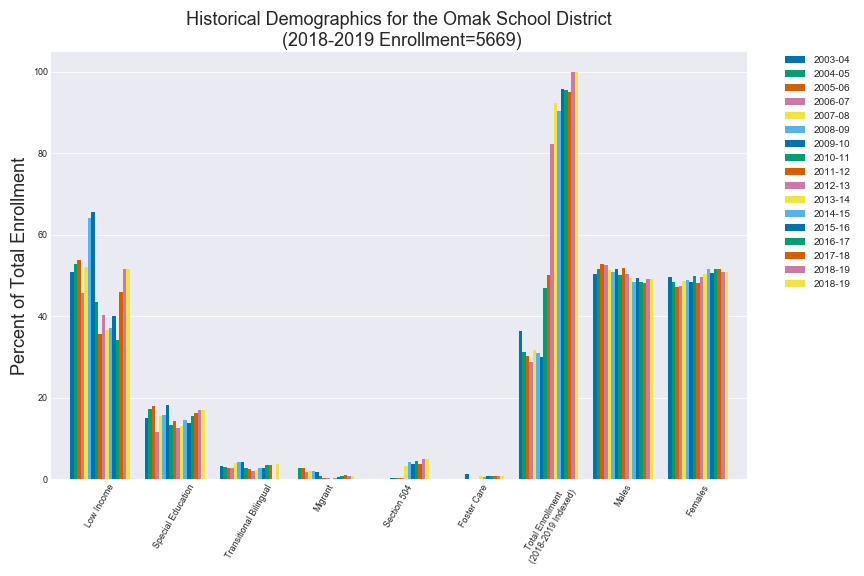 Historical Demographics for the Omak School District
(2018-2019 Enrollment=5669)
Percent of Total Enrollment
100
80
60
40
20
0
Low Income
Special Education
Transitional Bilingual
Migrant
Section 504
Foster Care
Total Enrollment
(2018-2019 Indexed)
Males
Females
2003-04
2004-05
2005-06
2006-07
2007-08
2008-09
2009-10
2010-11
2011-12
2012-13
2013-14
2014-15
2015-16
2016-17
2017-18
2018-19
2018-19